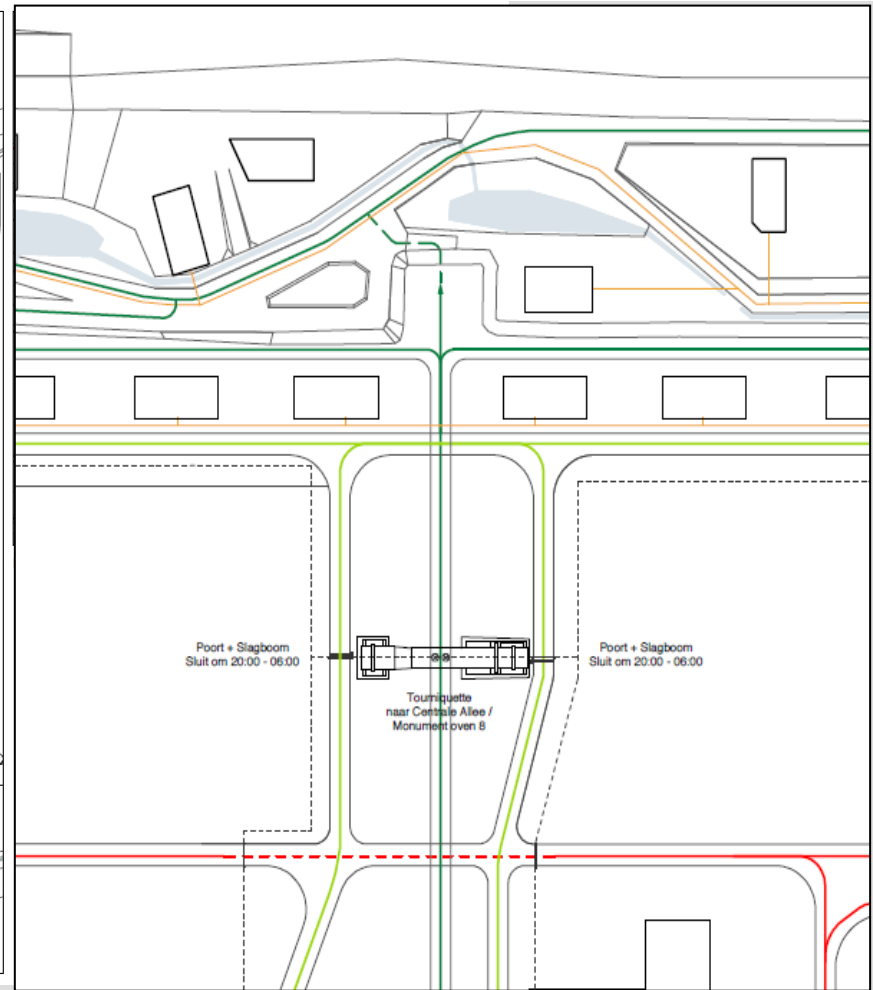 Poort + Slagboom
Sluit om 20:00 - 06:00
Poort + Slagboom
Sluit om 20:00 - 06:00
Tourniquette
naar Centrale Allee /
Monument oven 8